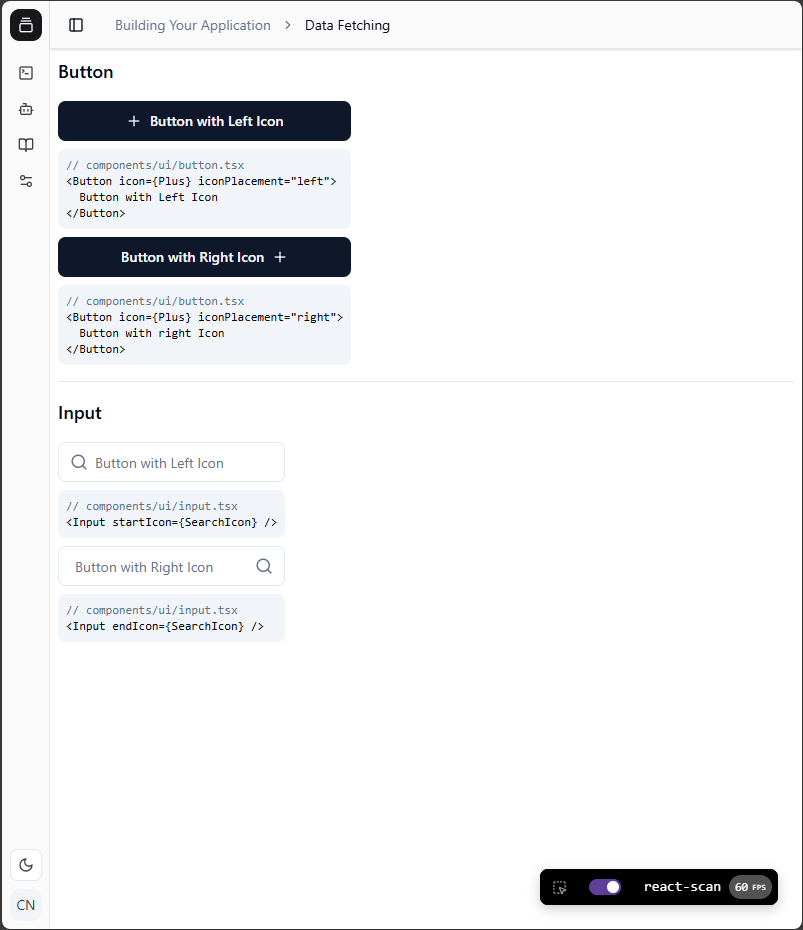 Building Your Application > Data Fetching
Button
Button with Left Icon
// components/ui/button.tsx
<Button icon={Plus} iconPlacement="left">
  Button with Left Icon
</Button>
Button with Right Icon
// components/ui/button.tsx
<Button icon={Plus} iconPlacement="right">
  Button with right Icon
</Button>
Input
Button with Left Icon
// components/ui/input.tsx
<Input startIcon={SearchIcon} />
Button with Right Icon
// components/ui/input.tsx
<Input endIcon={SearchIcon} />
react-scan 60 FPS
CN